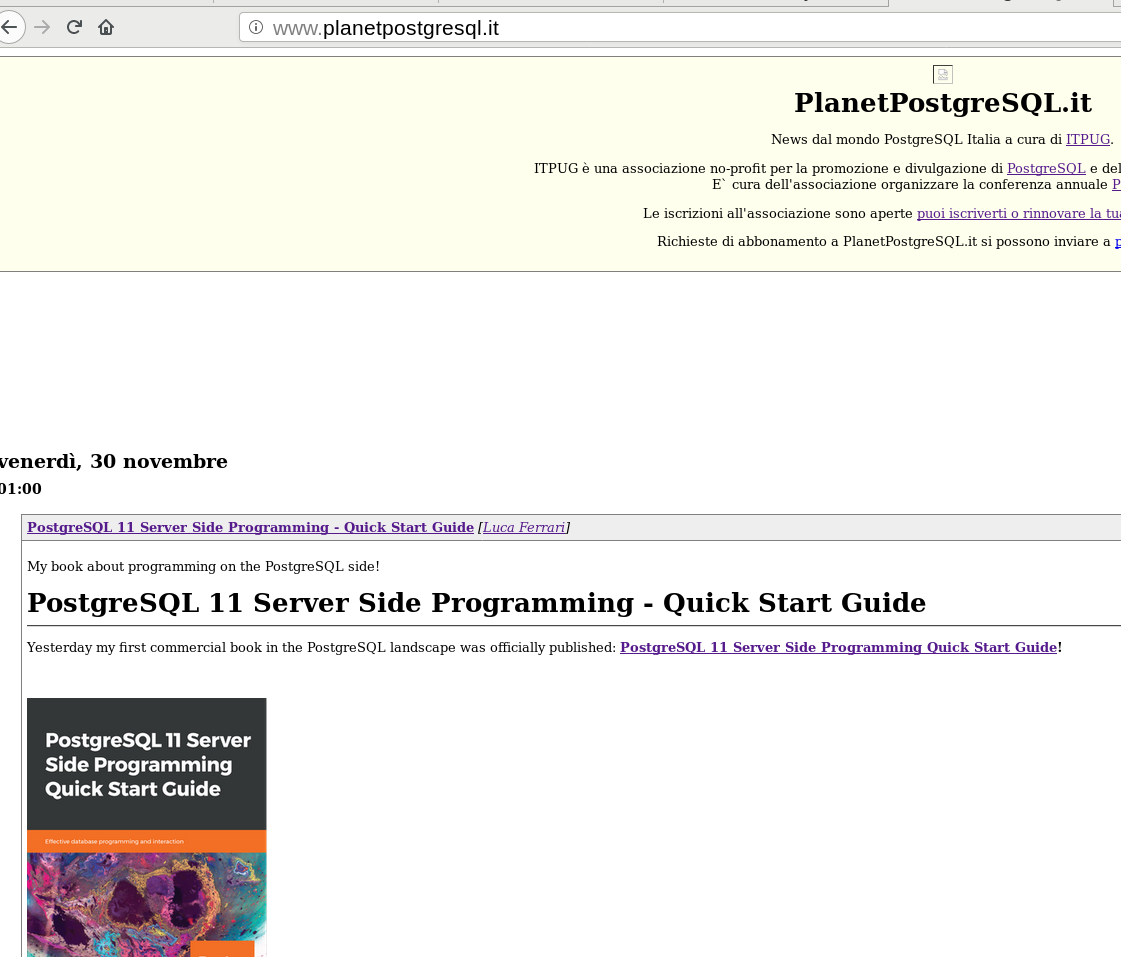 www.planetpostgresql.it
PlanetPostgreSQL.it
News dal mondo PostgreSQL Italia a cura di ITPUG.
ITPUG è una associazione no-profit per la promozione e divulgazione di PostgreSQL e del
E` cura dell'associazione organizzare la conferenza annuale P
Le iscrizioni all'associazione sono aperte puoi iscriverti o rinnovare la tua
Richieste di abbonamento a PlanetPostgreSQL.it si possono inviare a p
venerdì, 30 novembre
01:00
PostgreSQL 11 Server Side Programming - Quick Start Guide [Luca Ferrari]
My book about programming on the PostgreSQL side!
PostgreSQL 11 Server Side Programming - Quick Start Guide
Yesterday my first commercial book in the PostgreSQL landscape was officially published: PostgreSQL 11 Server Side Programming Quick Start Guide!
PostgreSQL 11 Server
Side Programming
Quick Start Guide
Effective database programming and interaction